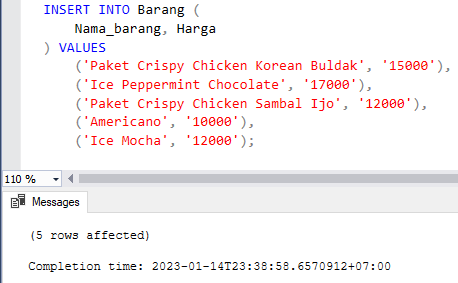 INSERT INTO Barang (
Nama_barang, Harga
) VALUES
('Paket Crispy Chicken Korean Buldak', '15000'),
('Ice Peppermint Chocolate', '17000'),
('Paket Crispy Chicken Sambal Ijo', '12000'),
('Americano', '10000'),
('Ice Mocha', '12000');
110 %
Messages
(5 rows affected)
Completion time: 2023-01-14T23:38:58.6570912+07:00